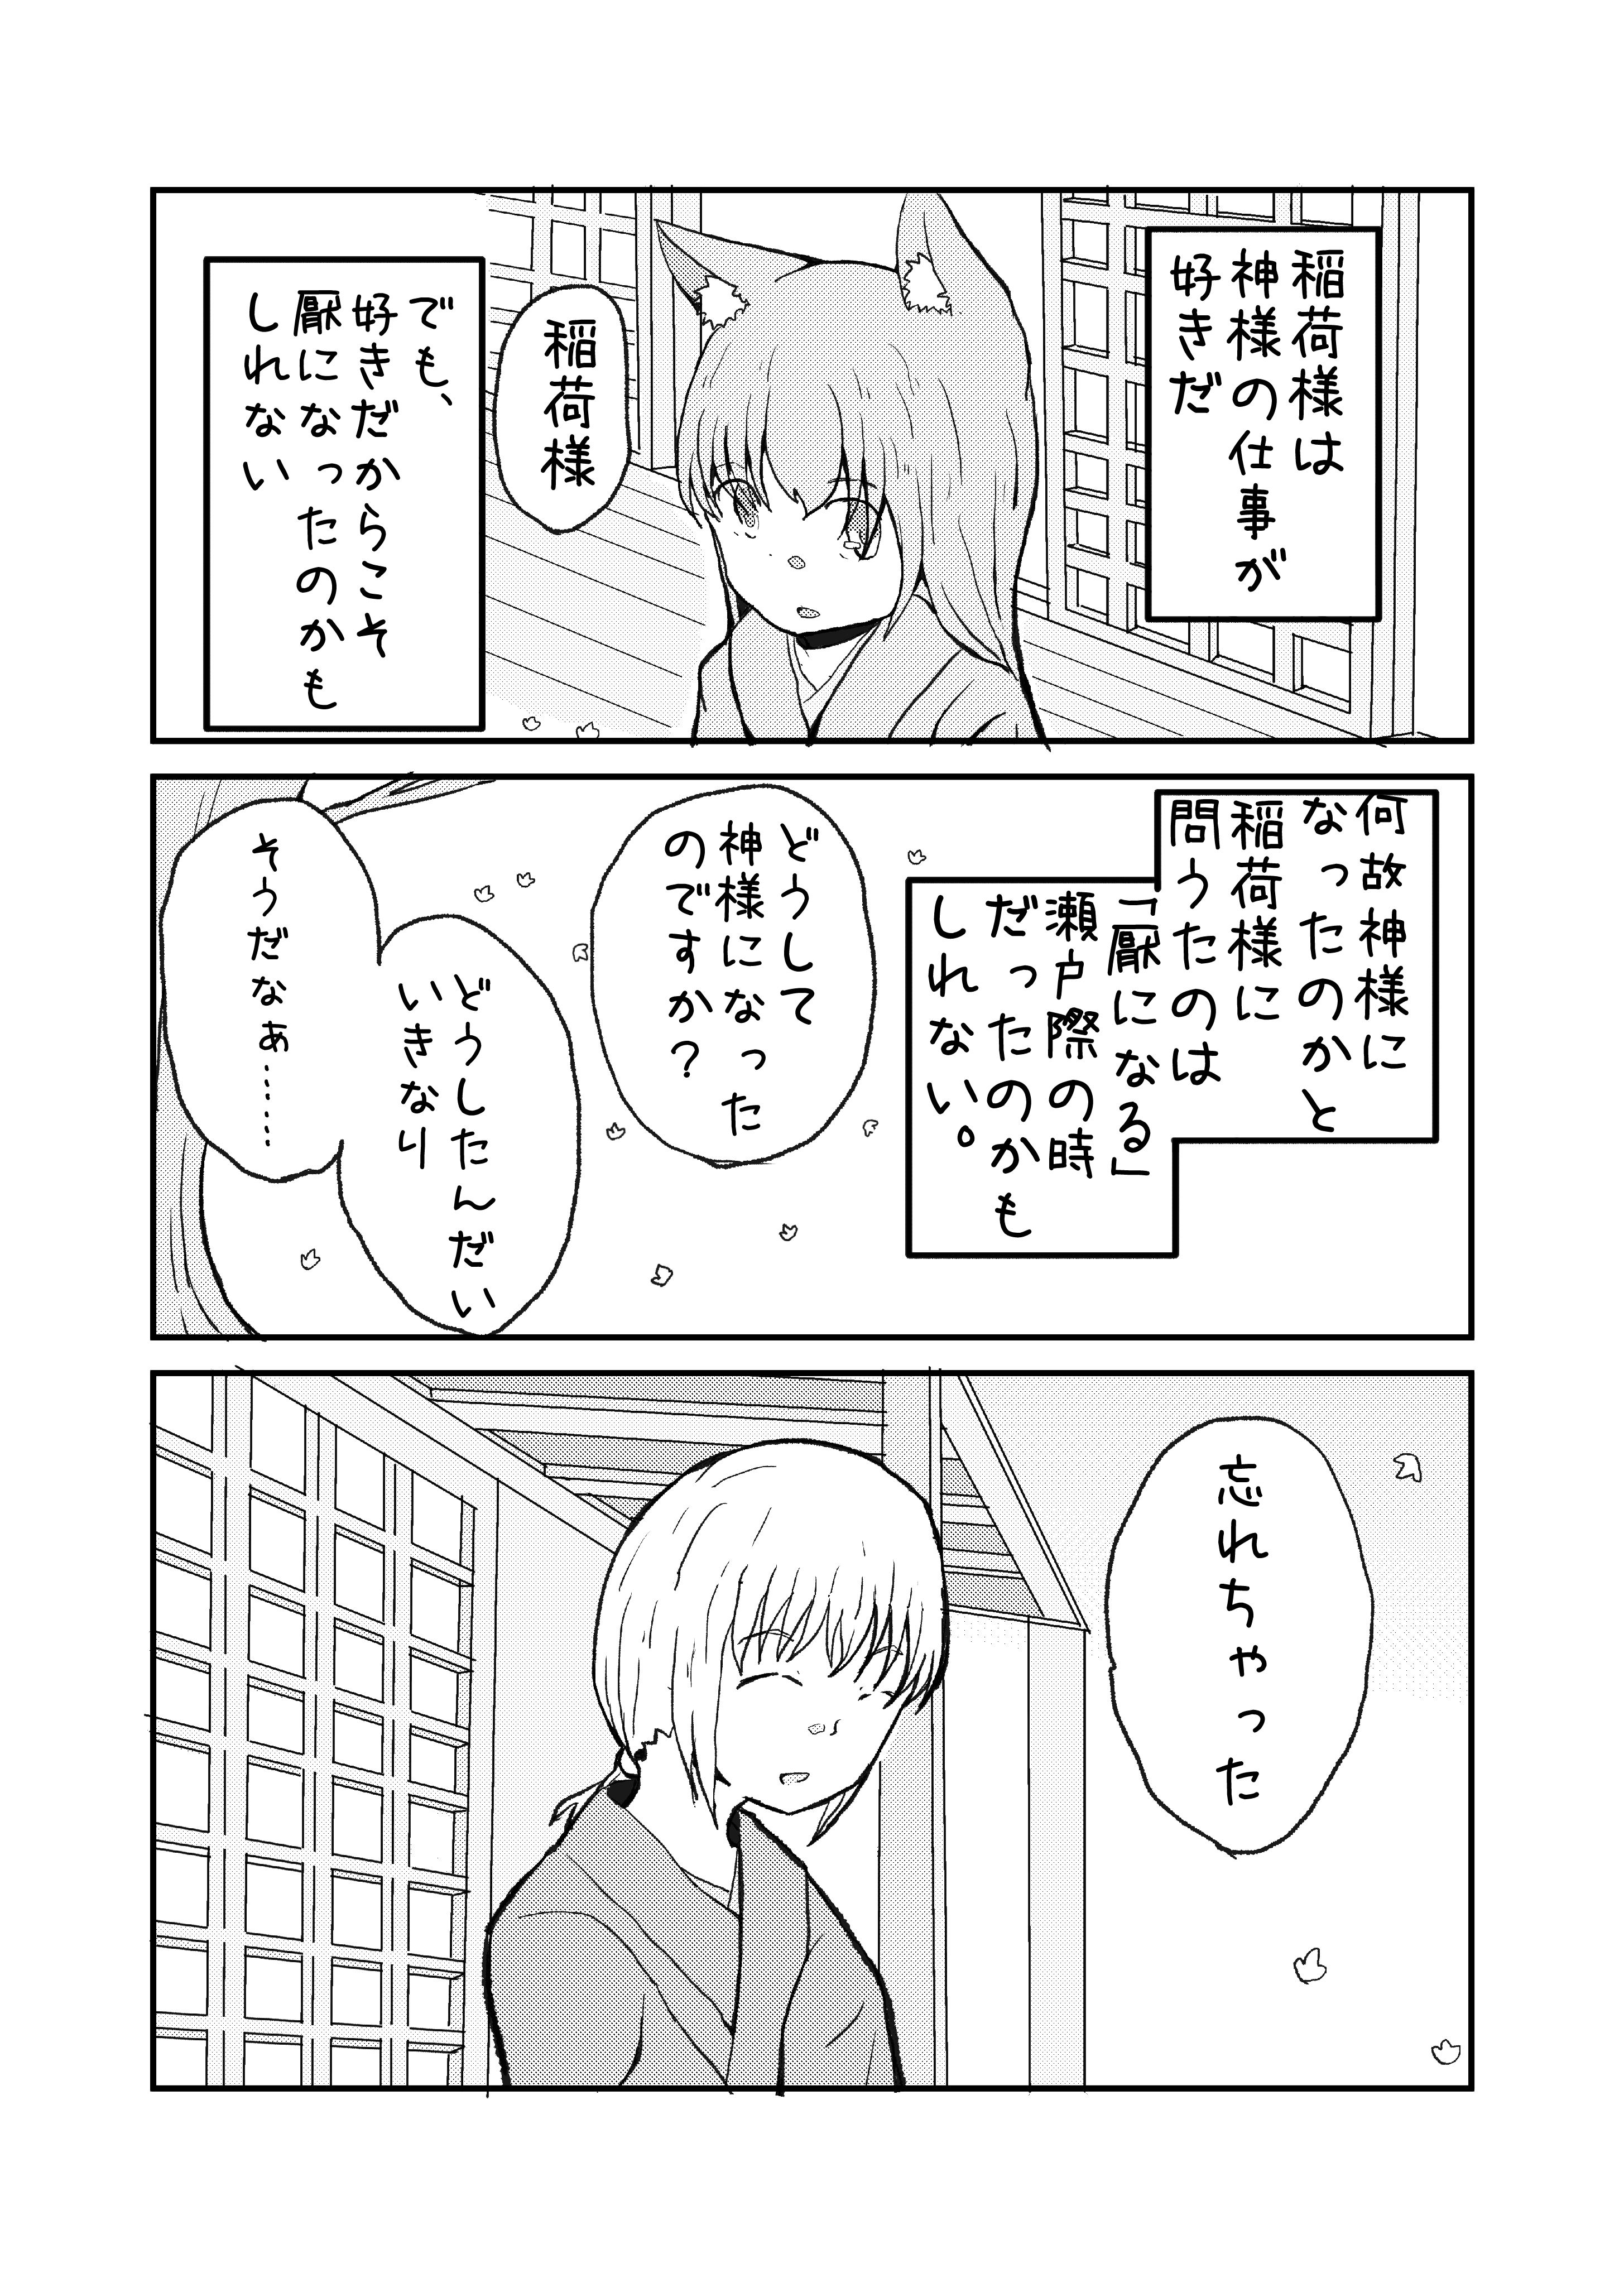 稲荷様は
神様の仕事が
好きだ
稲荷様
でも、
好きだからこそ
厭になったのかも
しれない
何故神様に
なったのかと
稲荷様に
問うたのは
「厭になる」
瀬戸際の時
だったのかも
しれない。
どうして
神様になった
のですか?
どうしたんだい
いきなり
そうだなぁ……
忘れちゃった